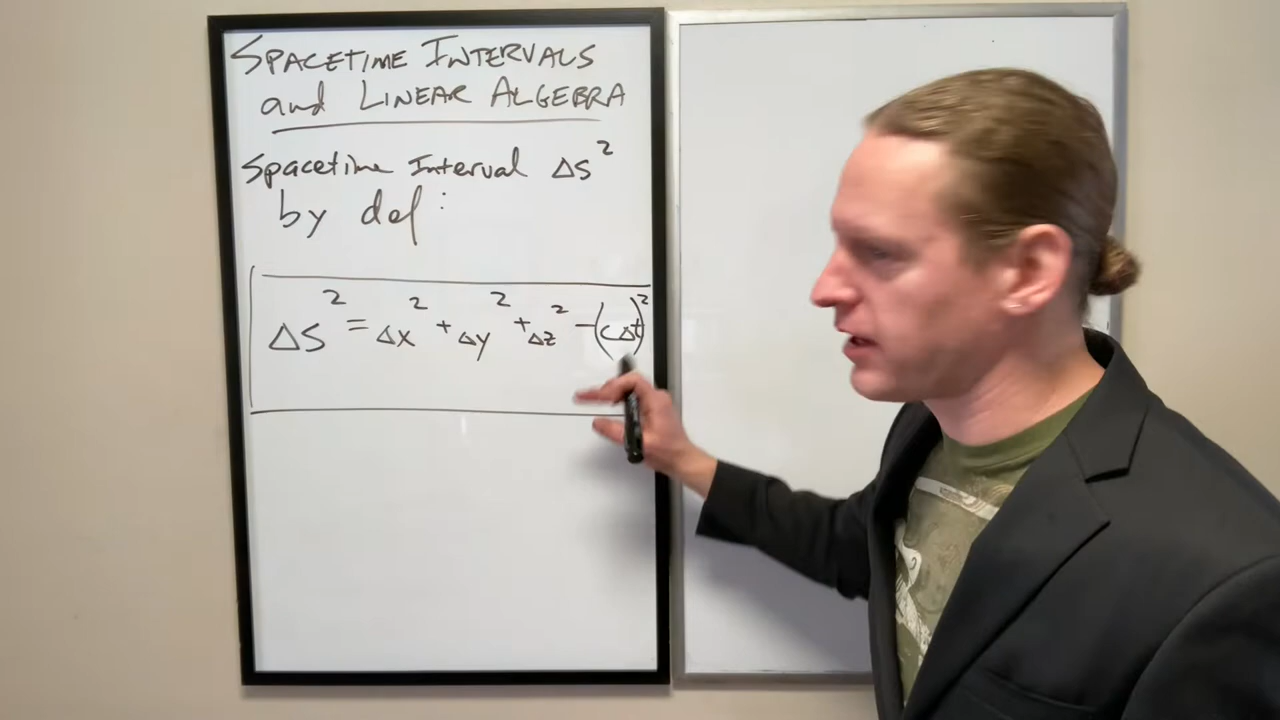 SPACETIME INTERVALS
and LINEAR ALGEBRA
Spacetime Interval Δs²
by def:
Δs² = Δx² + Δy² + Δz² - (cΔt)²